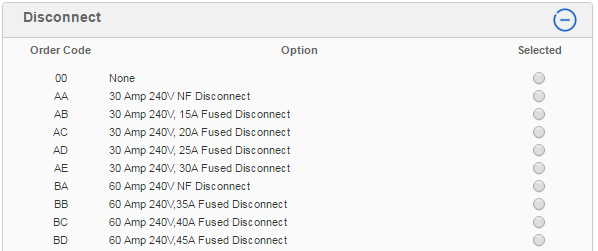 Disconnect
Order Code Option Selected
00 None
AA 30 Amp 240V NF Disconnect
AB 30 Amp 240V, 15A Fused Disconnect
AC 30 Amp 240V, 20A Fused Disconnect
AD 30 Amp 240V, 25A Fused Disconnect
AE 30 Amp 240V, 30A Fused Disconnect
BA 60 Amp 240V NF Disconnect
BB 60 Amp 240V,35A Fused Disconnect
BC 60 Amp 240V,40A Fused Disconnect
BD 60 Amp 240V,45A Fused Disconnect